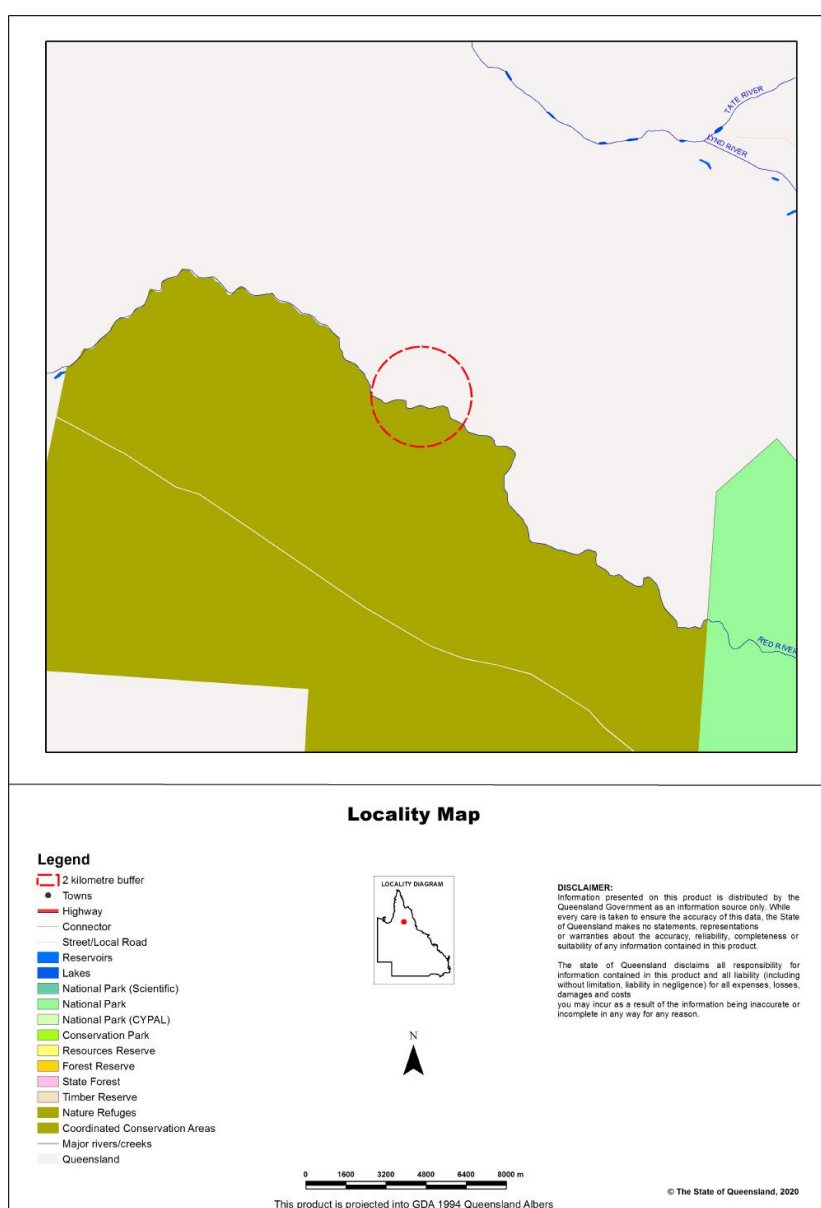 TATE RIVER
LYND RIVER
RED RIVER
Locality Map
Legend
2 kilometre buffer
Towns
Highway
Connector
Street/Local Road
Reservoirs
Lakes
National Park (Scientific)
National Park
National Park (CYPAL)
Conservation Park
Resources Reserve
Forest Reserve
State Forest
Timber Reserve
Nature Refuges
Coordinated Conservation Areas
Major rivers/creeks
Queensland
LOCALITY DIAGRAM
N
0 1600 3200 4800 6400 8000 m
This product is projected into GDA 1994 Queensland Albers
DISCLAIMER:
Information presented on this product is distributed by the
Queensland Government as an information source only. While
every care is taken to ensure the accuracy of this data, the State
of Queensland makes no statements, representations
or warranties about the accuracy, reliability, completeness or
suitability of any information contained in this product.
The state of Queensland disclaims all responsibility for
information contained in this product and all liability (including
without limitation, liability in negligence) for all expenses, losses,
damages and costs
you may incur as a result of the information being inaccurate or
incomplete in any way for any reason.
© The State of Queensland, 2020